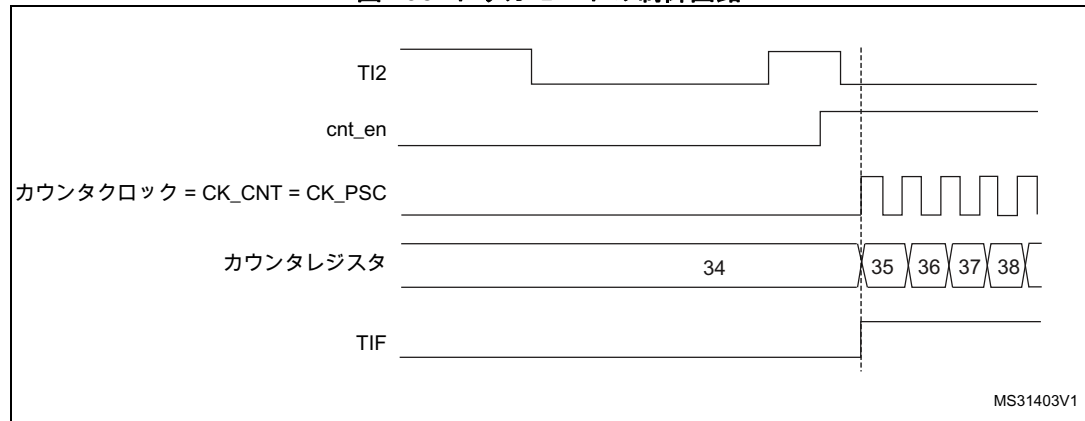 TI2
cnt_en
カウンタクロック = CK_CNT = CK_PSC
カウンタレジスタ 34 35 36 37 38
TIF
MS31403V1